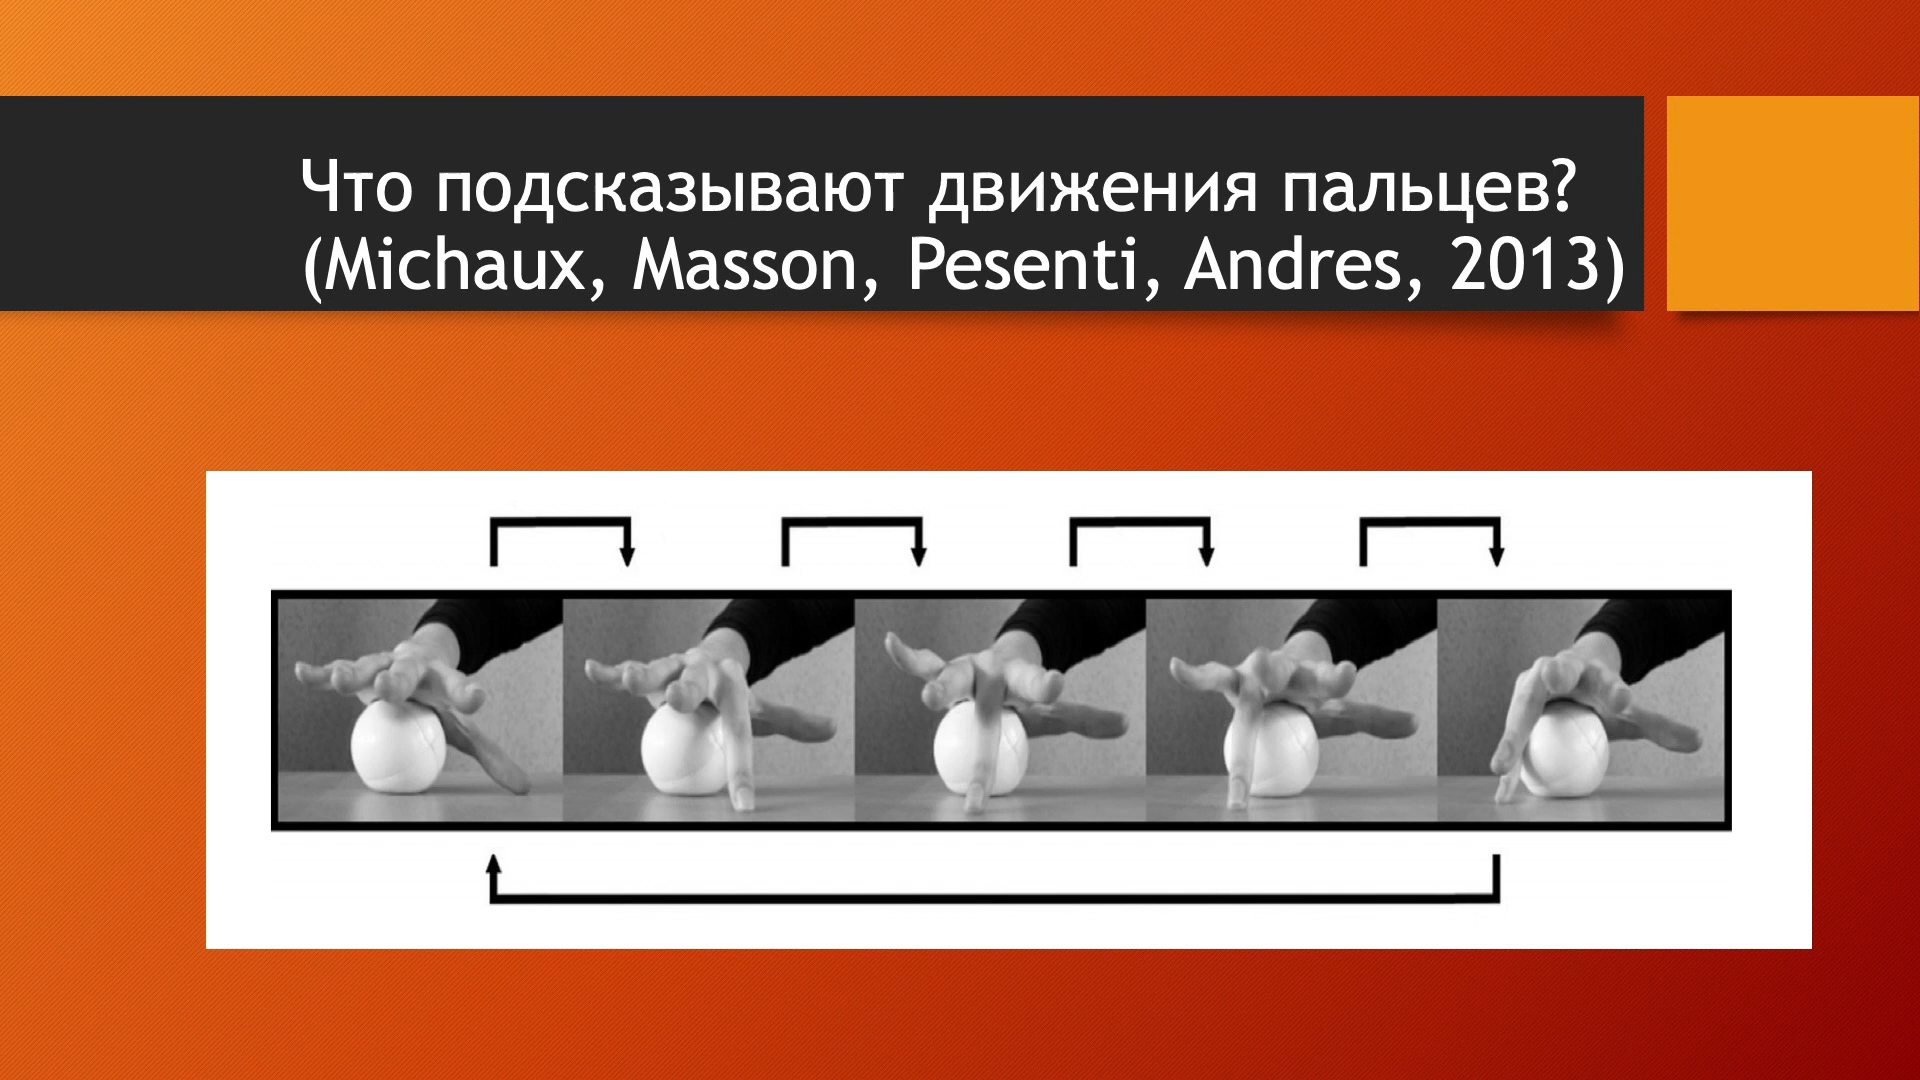 Что подсказывают движения пальцев?
(Michaux, Masson, Pesenti, Andres, 2013)